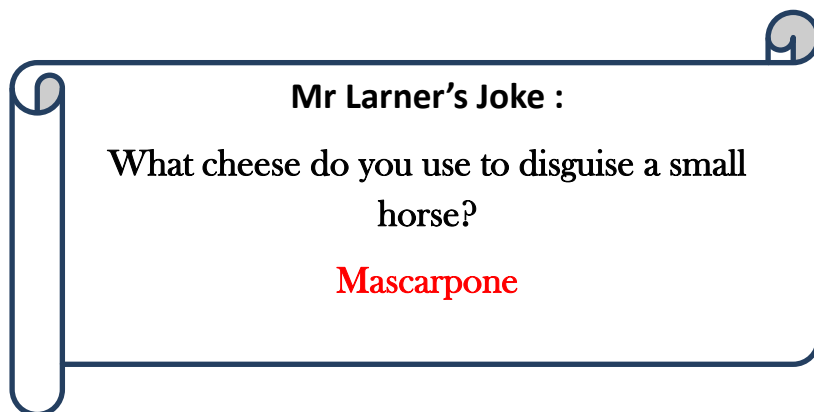 Mr Larner’s Joke :
What cheese do you use to disguise a small
horse?
Mascarpone